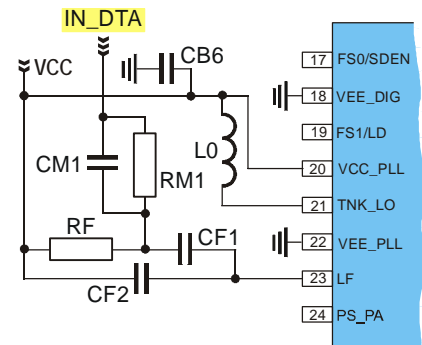 IN_DTA
VCC
CB6
17 FS0/SDEN
18 VEE_DIG
19 FS1/LD
CM1
RM1
L0
20 VCC_PLL
21 TNK_LO
RF
CF1
22 VEE_PLL
CF2
23 LF
24 PS_PA